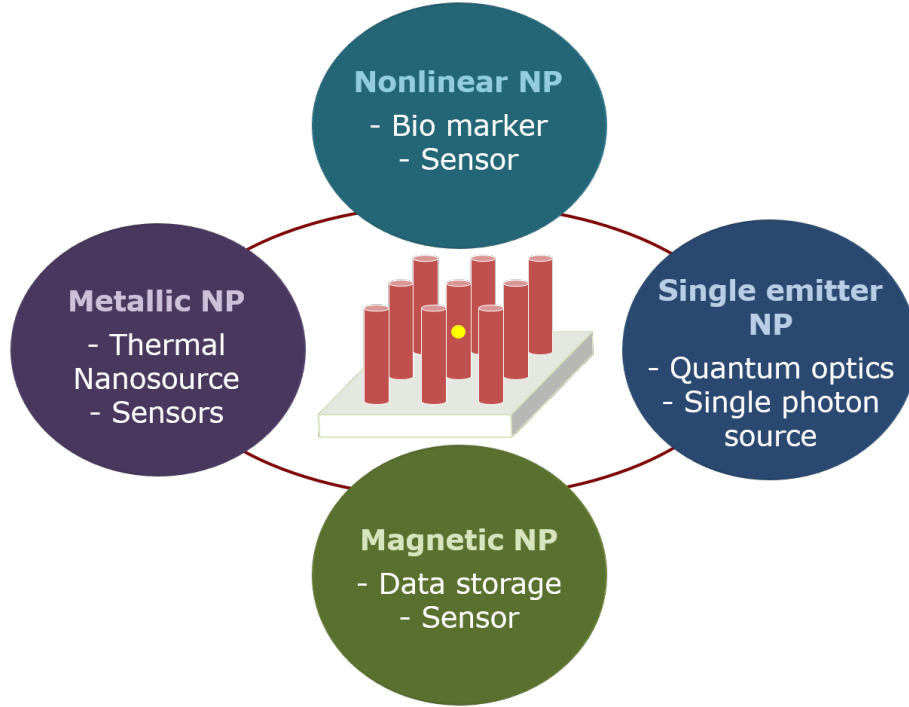 Nonlinear NP
- Bio marker
- Sensor
Metallic NP
- Thermal
Nanosource
- Sensors
Single emitter
NP
- Quantum optics
- Single photon
source
Magnetic NP
- Data storage
- Sensor